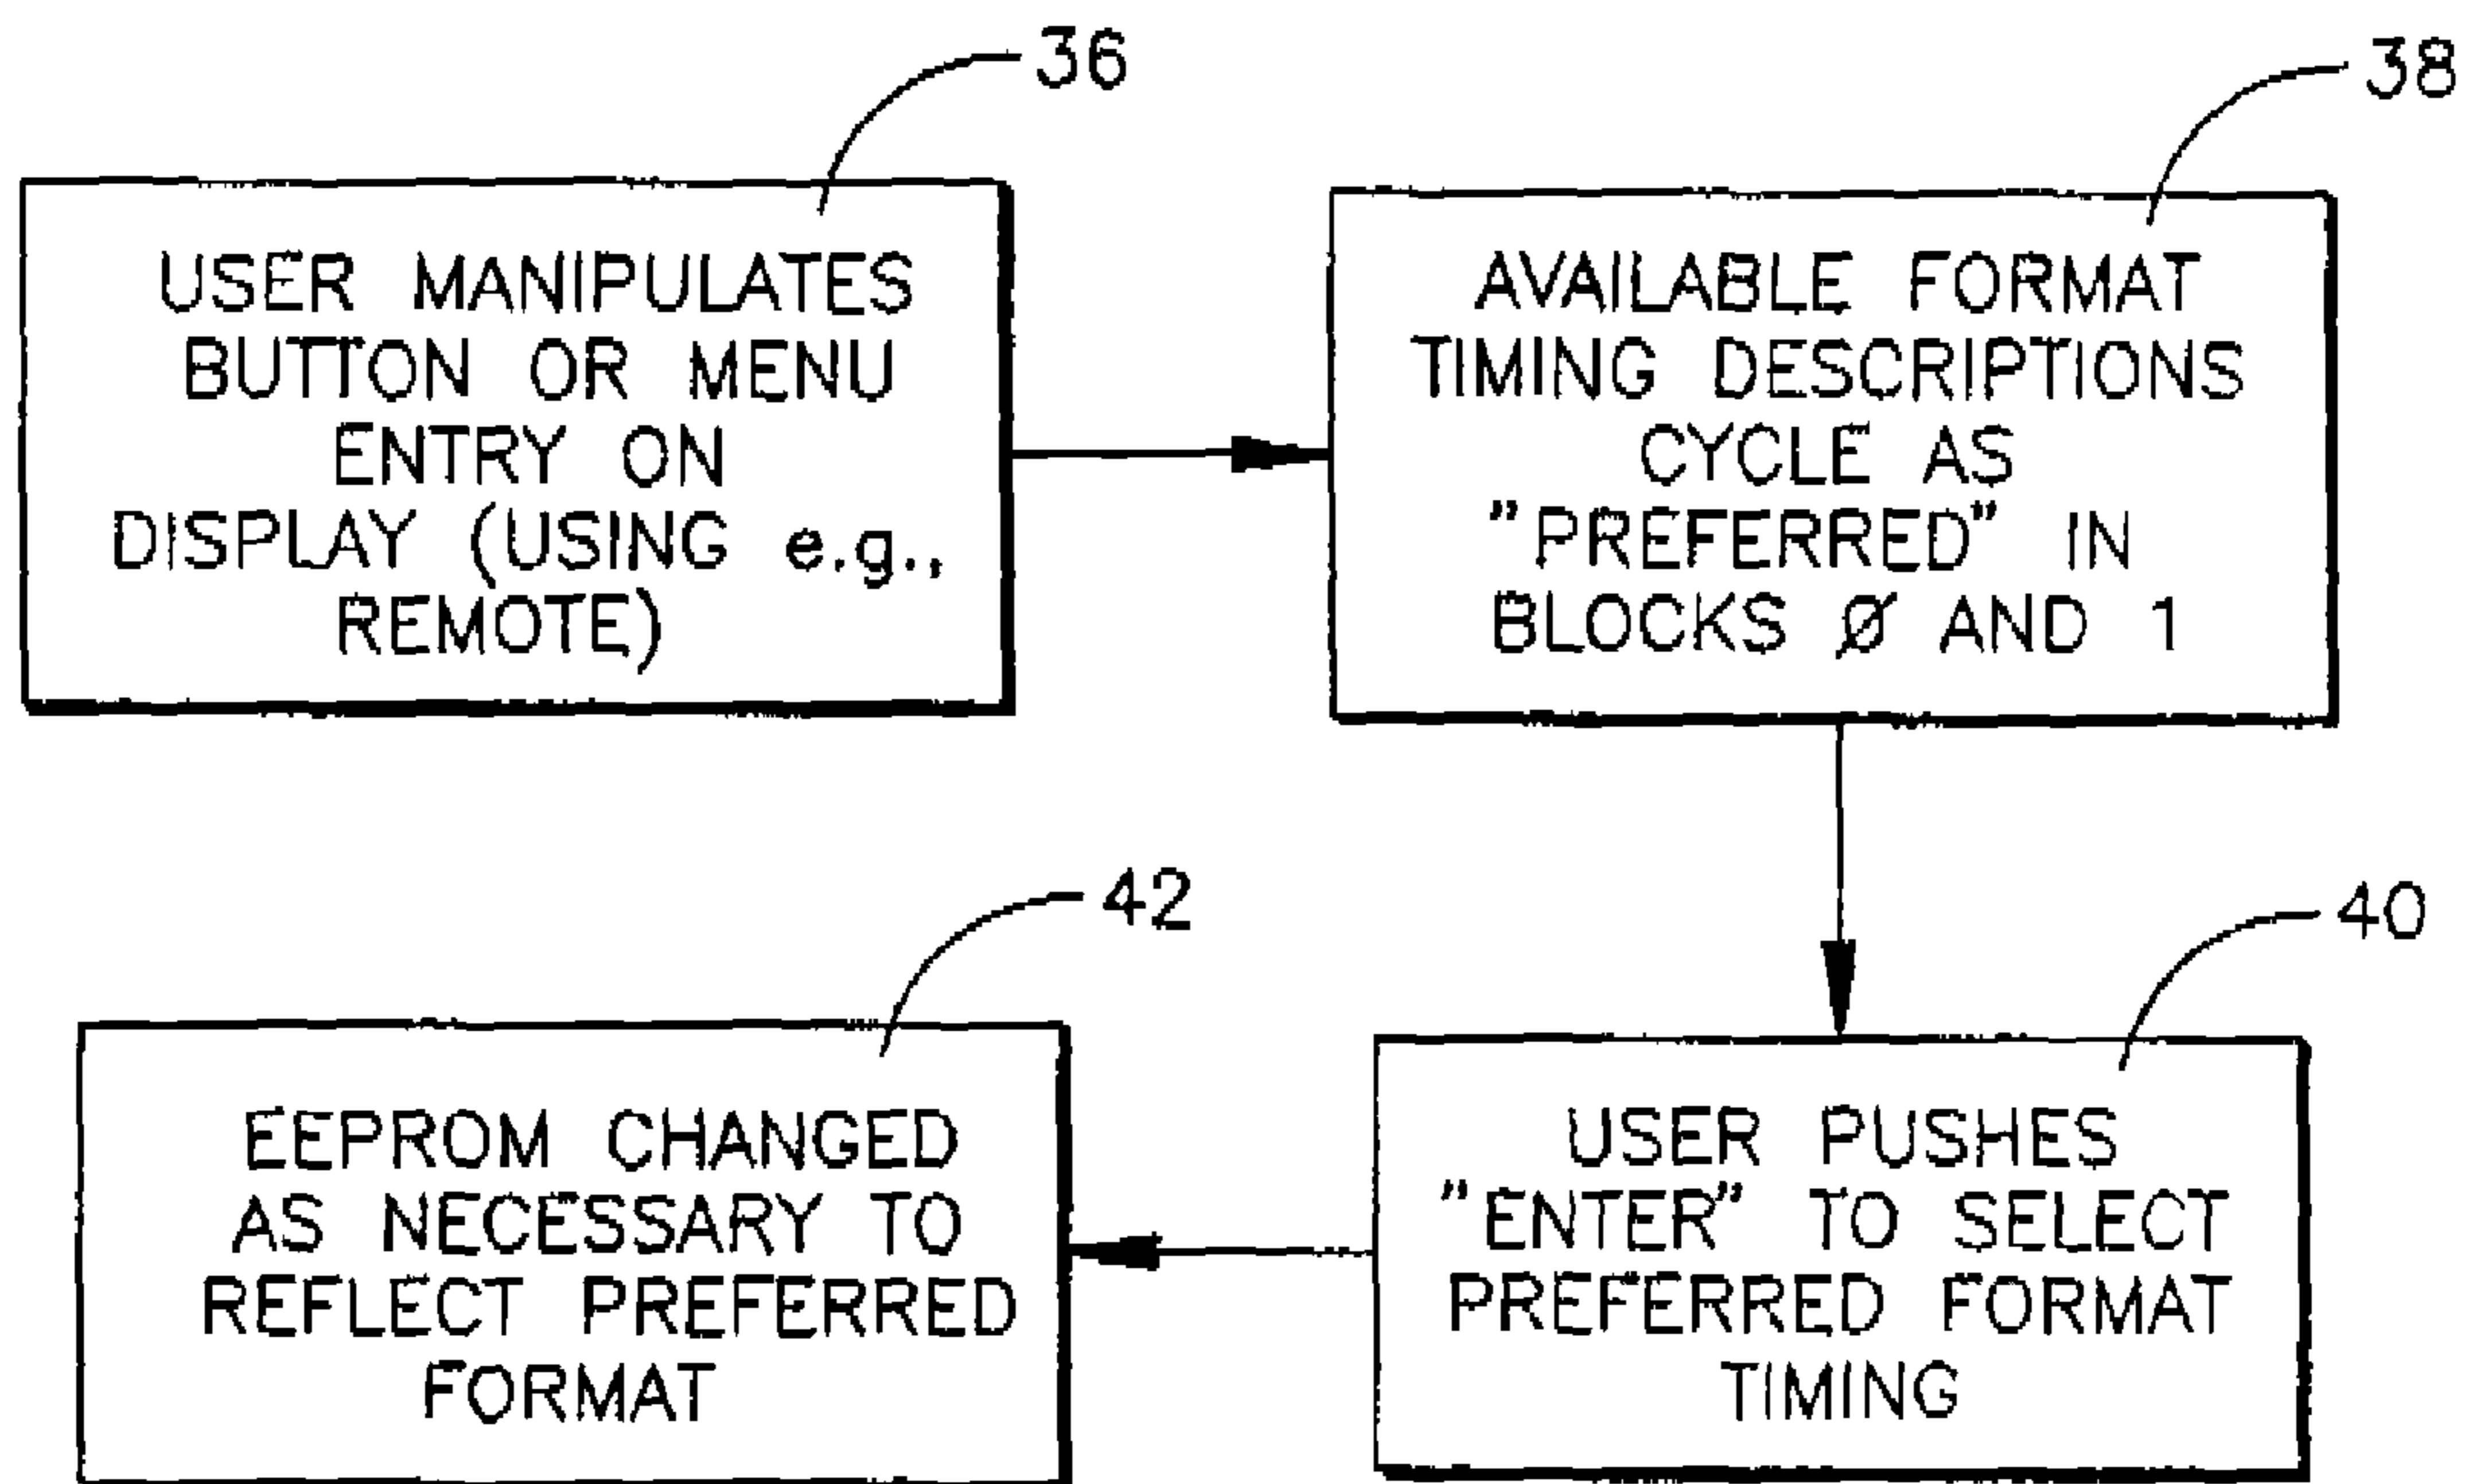 36
USER MANIPULATES
BUTTON OR MENU
ENTRY ON
DISPLAY (USING e.g.,
REMOTE)
38
AVAILABLE FORMAT
TIMING DESCRIPTIONS
CYCLE AS
"PREFERRED" IN
BLOCKS Ø AND 1
40
USER PUSHES
"ENTER" TO SELECT
PREFERRED FORMAT
TIMING
42
EEPROM CHANGED
AS NECESSARY TO
REFLECT PREFERRED
FORMAT